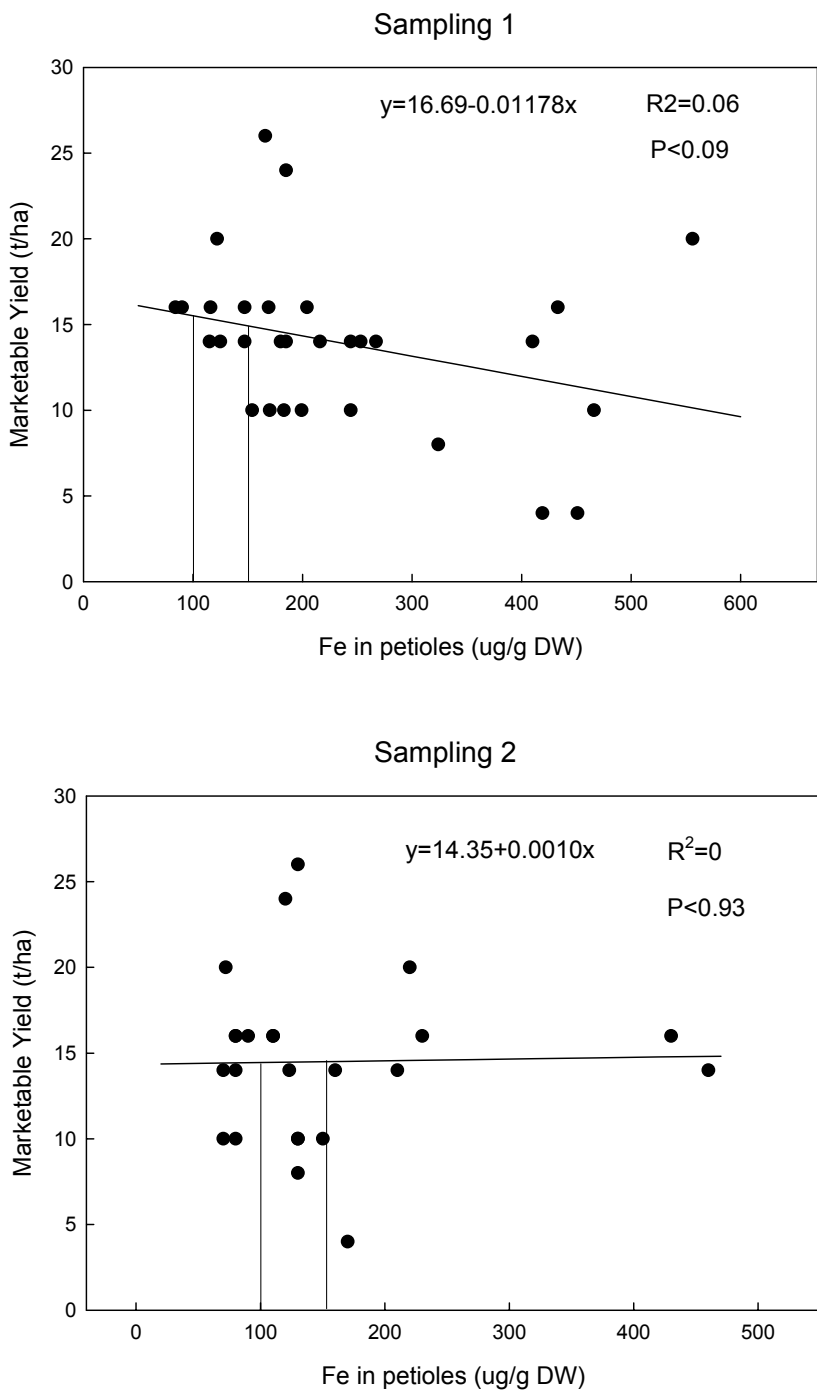 Sampling 1
y=16.69-0.01178x R2=0.06
P<0.09
30
25
20
15
10
5
0
Marketable Yield (t/ha)
0 100 200 300 400 500 600
Fe in petioles (ug/g DW)
Sampling 2
y=14.35+0.0010x R²=0
P<0.93
30
25
20
15
10
5
0
Marketable Yield (t/ha)
0 100 200 300 400 500
Fe in petioles (ug/g DW)